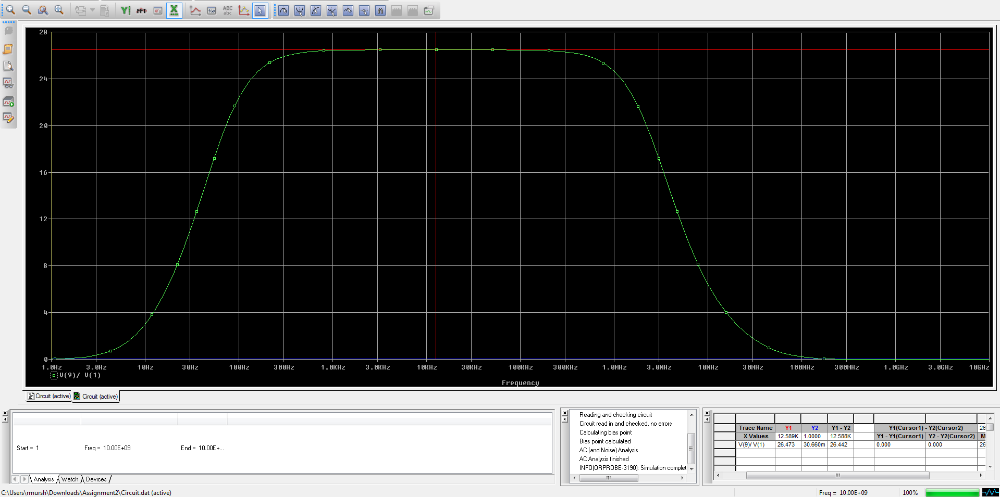 Y! FFT ABC
abc
28
24
20
16
12
8
4
0
1.0Hz 3.0Hz 10Hz 30Hz 100Hz 300Hz 1.0KHz 3.0KHz 10KHz 30KHz 100KHz 300KHz 1.0MHz 3.0MHz 10MHz 30MHz 100MHz 300MHz 1.0GHz 3.0GHz 10GHz
V(9)/ V(1)
Frequency
Circuit (active) Circuit (active)
Start = 1 Freq = 10.00E+09 End = 10.00E+...
Analysis Watch Devices
Reading and checking circuit
Circuit read in and checked, no errors
Calculating bias point
Bias point calculated
AC (and Noise) Analysis
AC Analysis finished
INFO(ORPROBE-3190): Simulation complet
Trace Name Y1 Y2 Y1 - Y2 Y1(Cursor1) - Y2(Cursor2) 26
X Values 12.589K 1.0000 12.588K Y1 - Y1(Cursor1) Y2 - Y2(Cursor2) M
V(9)/ V(1) 26.473 30.660m 26.442 0.000 0.000 26
C:\Users\rmursh\Downloads\Assignment2\Circuit.dat (active) Freq = 10.00E+09 100%